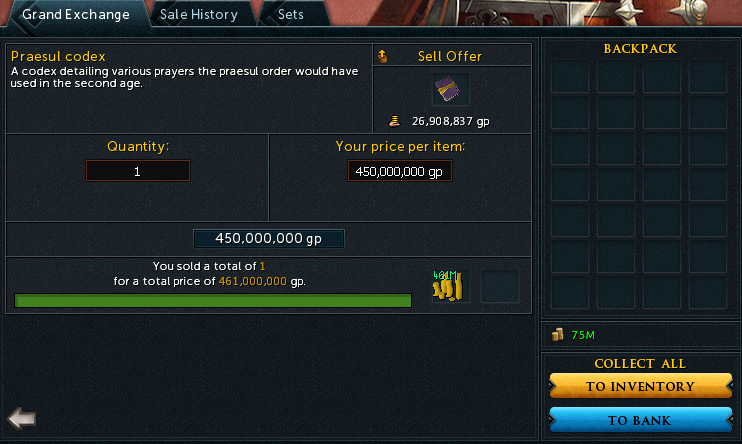 Grand Exchange
Sale History
Sets
Praesul codex
A codex detailing various prayers the praesul order would have
used in the second age.
Sell Offer
26,908,837 gp
Quantity:
1
Your price per item:
450,000,000 gp
450,000,000 gp
You sold a total of 1
for a total price of 461,000,000 gp.
461M
BACKPACK
75M
COLLECT ALL
TO INVENTORY
TO BANK